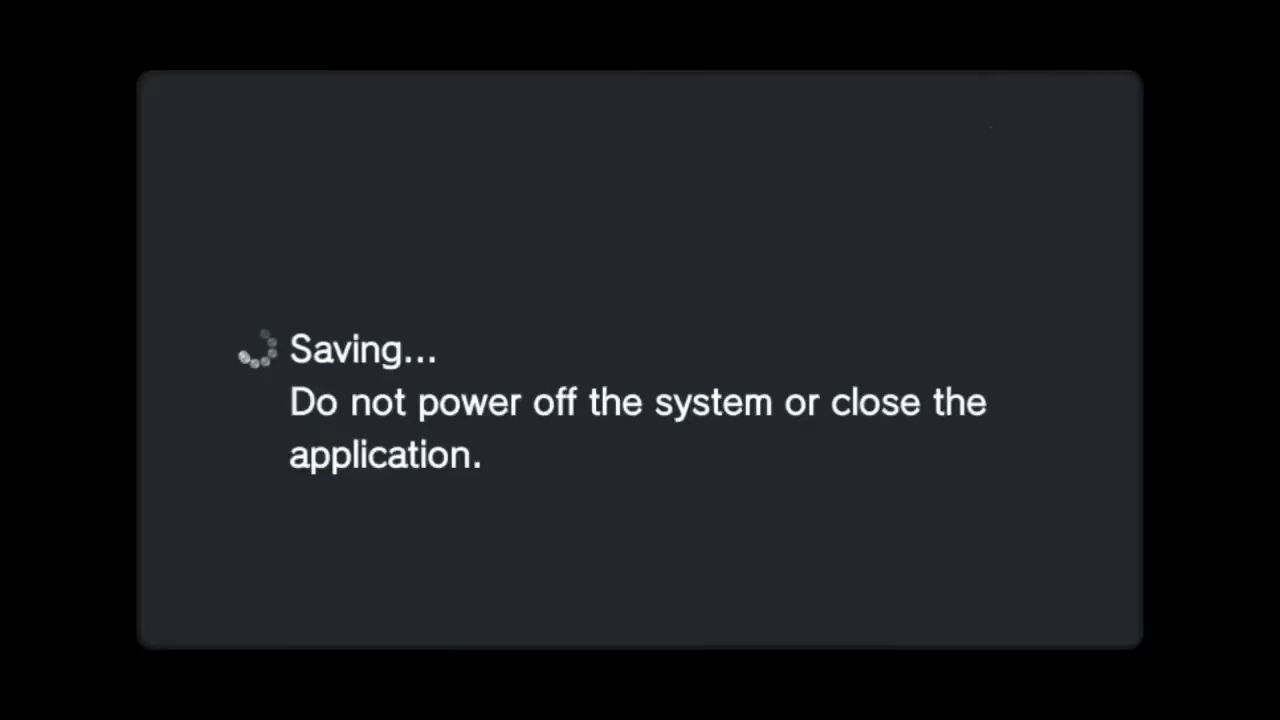 Saving...
Do not power off the system or close the
application.